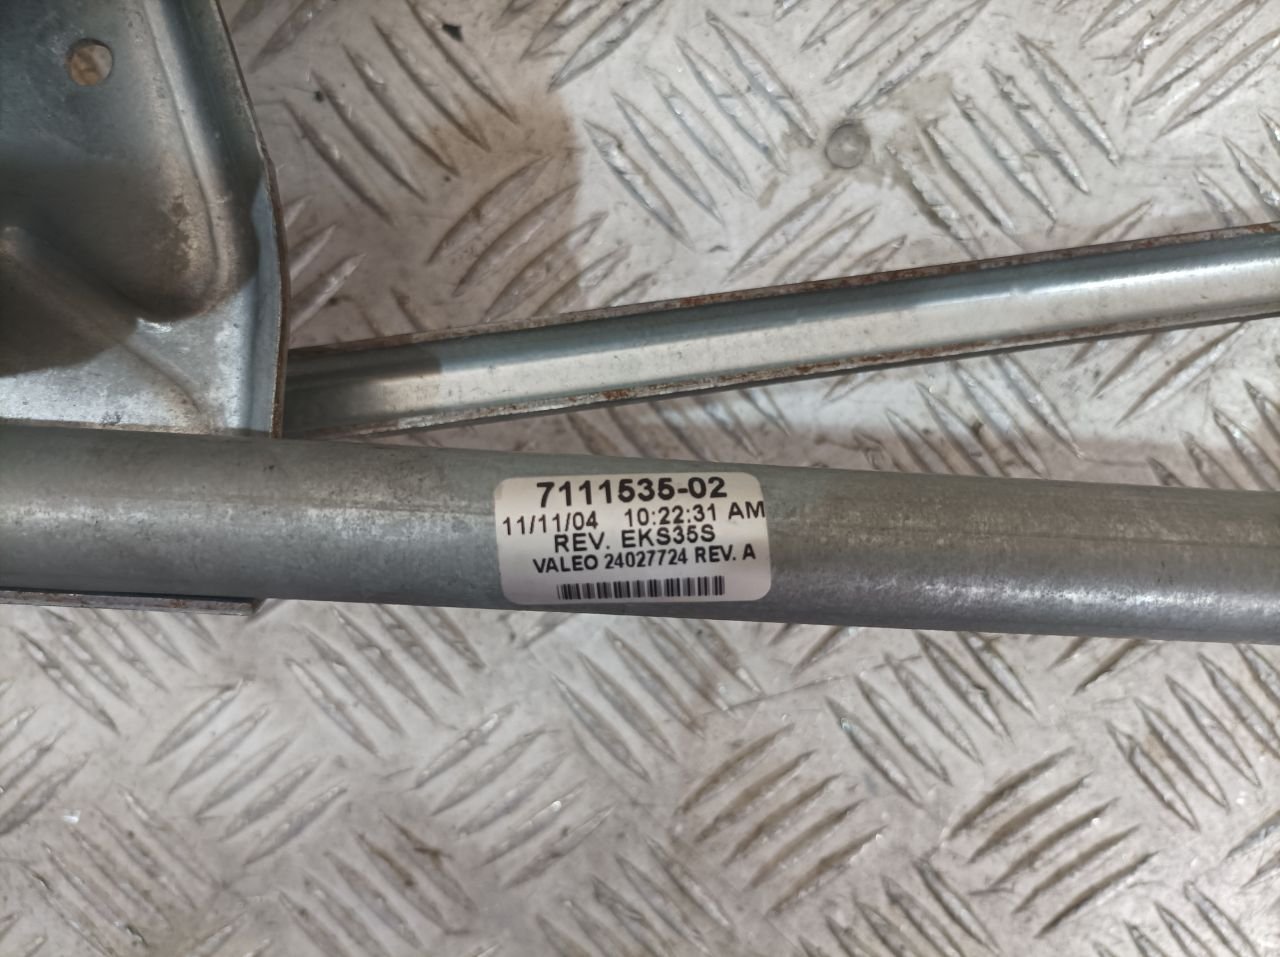 7111535-02
11/11/04 10:22:31 AM
REV. EKS35S
VALEO 24027724 REV. A